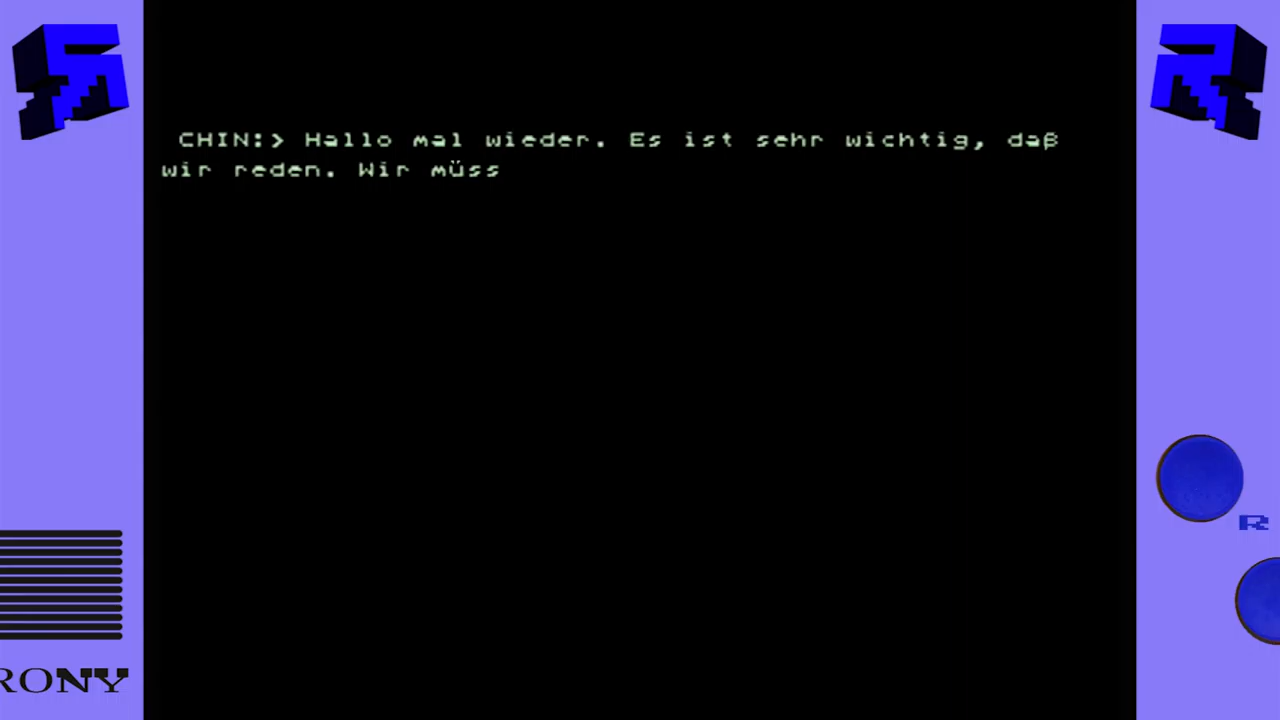 CHIN:> Hallo mal wieder. Es ist sehr wichtig, daß
wir reden. Wir müss
R
RONY